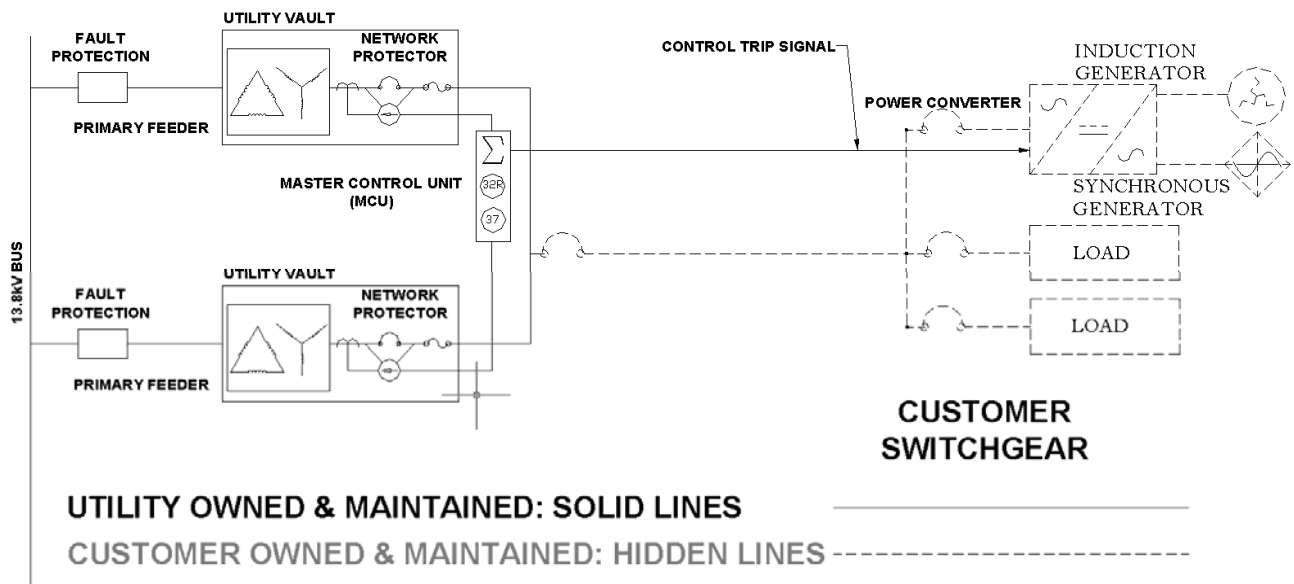 UTILITY VAULT
FAULT
PROTECTION
NETWORK
PROTECTOR
PRIMARY FEEDER
CONTROL TRIP SIGNAL
INDUCTION
GENERATOR
POWER CONVERTER
SYNCHRONOUS
GENERATOR
MASTER CONTROL UNIT
(MCU)
Σ
32R
37
LOAD
LOAD
13.8kV BUS
UTILITY VAULT
FAULT
PROTECTION
NETWORK
PROTECTOR
PRIMARY FEEDER
CUSTOMER
SWITCHGEAR
UTILITY OWNED & MAINTAINED: SOLID LINES
CUSTOMER OWNED & MAINTAINED: HIDDEN LINES